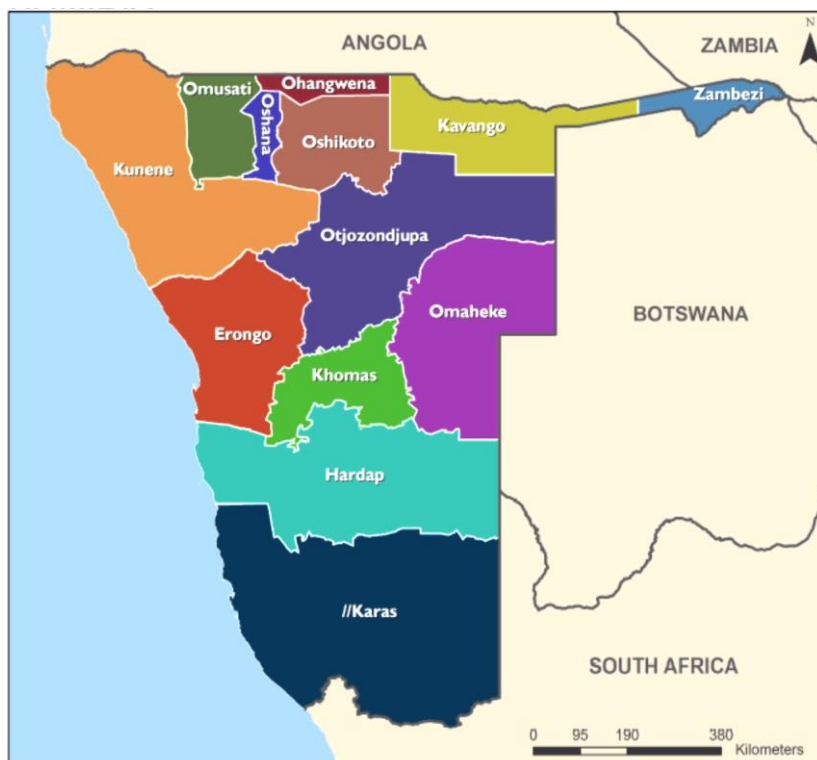 ANGOLA
ZAMBIA
N
Omusati
Ohangwena
Oshana
Oshikoto
Kavango
Zambezi
Kunene
Otjozondjupa
Omaheke
BOTSWANA
Erongo
Khomas
Hardap
//Karas
SOUTH AFRICA
0 95 190 380
Kilometers